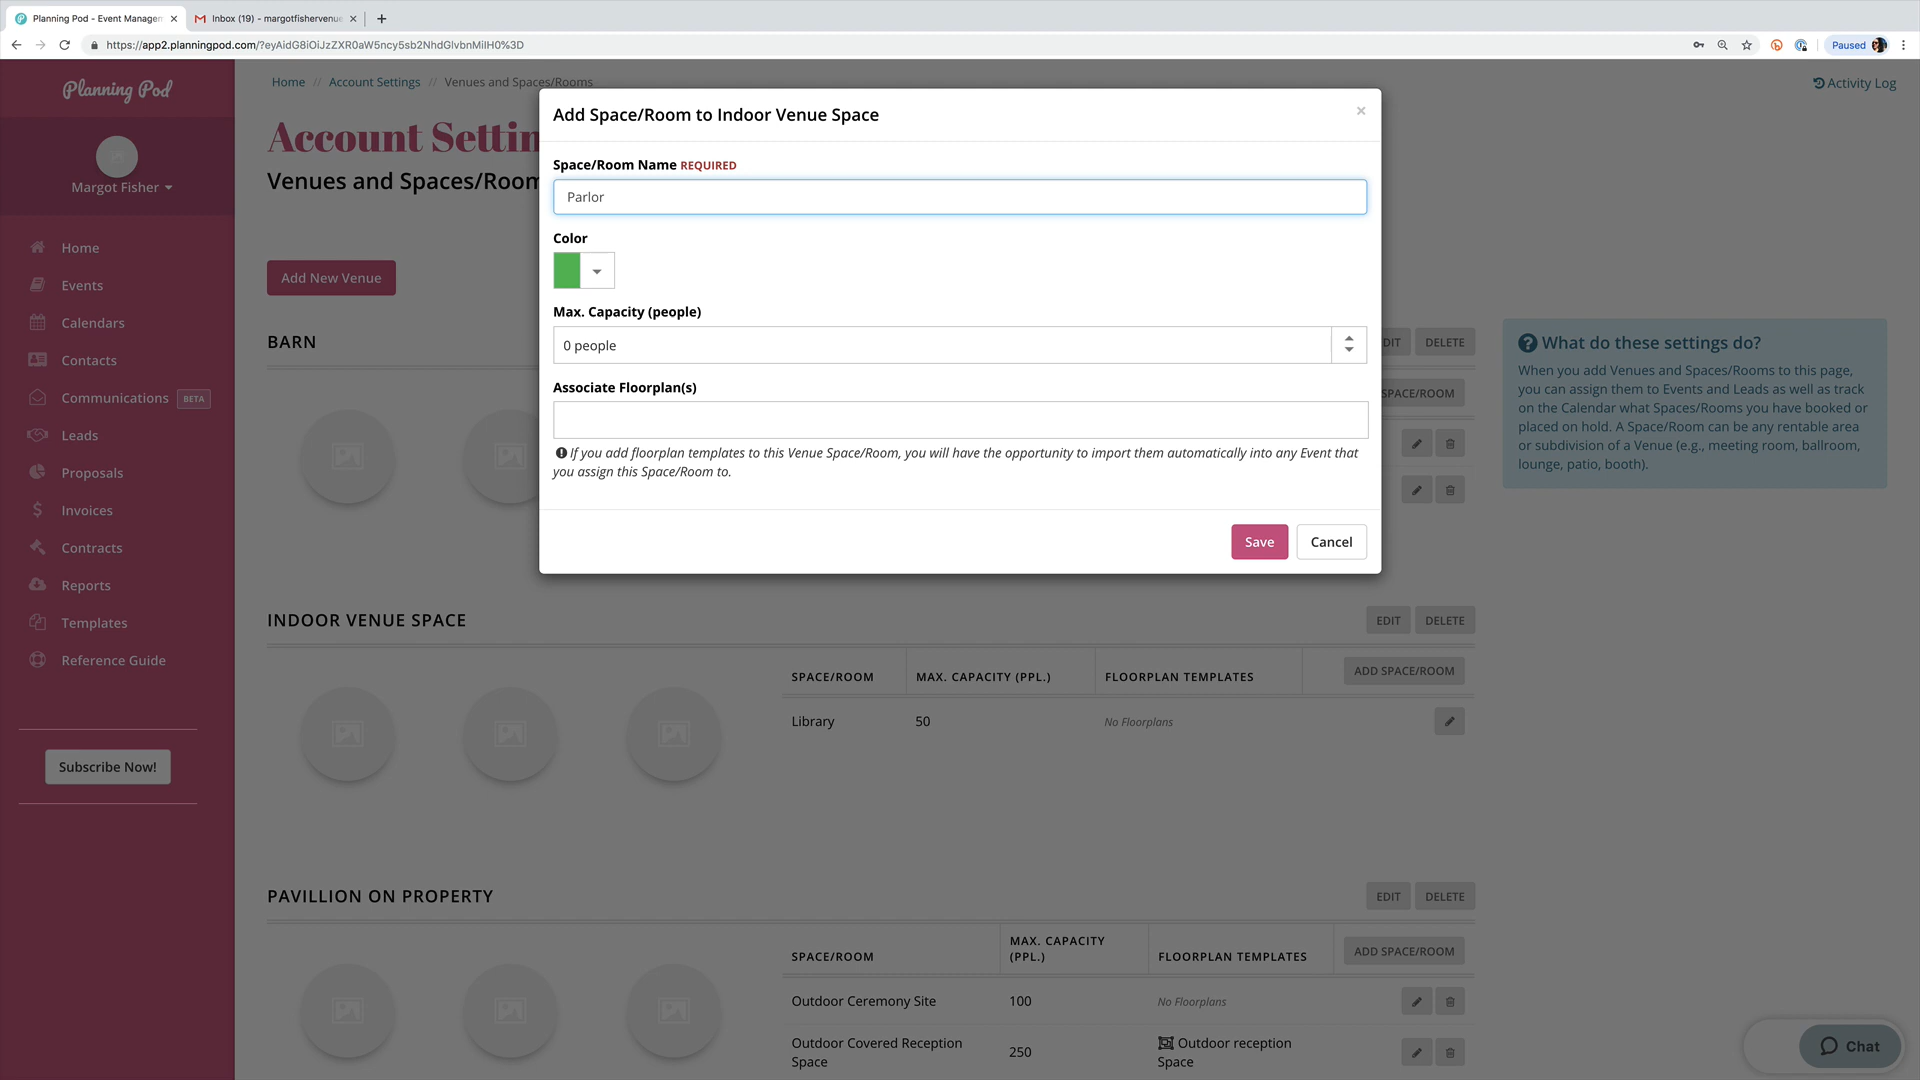 Planning Pod - Event Managem
Inbox (19) - margotfishervenue
https://app2.planningpod.com/?eyAidG8iOiJzZXR0aW5ncy5sb2NhdGlvbnMiIH0%3D
Paused
Planning Pod
Margot Fisher
Home
Events
Calendars
Contacts
Communications BETA
Leads
Proposals
Invoices
Contracts
Reports
Templates
Reference Guide
Subscribe Now!
Home // Account Settings // Venues and Spaces/Rooms
Activity Log
Account Settin
Venues and Spaces/Room
Add New Venue
BARN
DIT
DELETE
SPACE/ROOM
Add Space/Room to Indoor Venue Space
Space/Room Name REQUIRED
Parlor
Color
Max. Capacity (people)
0 people
Associate Floorplan(s)
If you add floorplan templates to this Venue Space/Room, you will have the opportunity to import them automatically into any Event that
you assign this Space/Room to.
Save
Cancel
What do these settings do?
When you add Venues and Spaces/Rooms to this page,
you can assign them to Events and Leads as well as track
on the Calendar what Spaces/Rooms you have booked or
placed on hold. A Space/Room can be any rentable area
or subdivision of a Venue (e.g., meeting room, ballroom,
lounge, patio, booth).
INDOOR VENUE SPACE
EDIT
DELETE
SPACE/ROOM
MAX. CAPACITY (PPL.)
FLOORPLAN TEMPLATES
ADD SPACE/ROOM
Library
50
No Floorplans
PAVILLION ON PROPERTY
EDIT
DELETE
SPACE/ROOM
MAX. CAPACITY
(PPL.)
FLOORPLAN TEMPLATES
ADD SPACE/ROOM
Outdoor Ceremony Site
100
No Floorplans
Outdoor Covered Reception
Space
250
Outdoor reception
Space
Chat